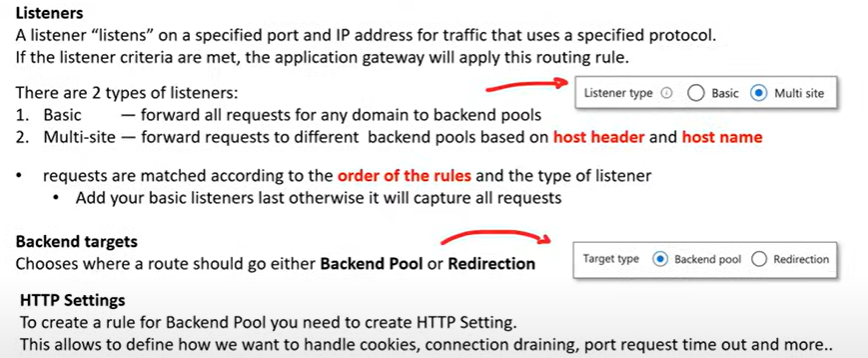 Listeners
A listener “listens” on a specified port and IP address for traffic that uses a specified protocol.
If the listener criteria are met, the application gateway will apply this routing rule.
There are 2 types of listeners:
Listener type ⓘ Basic Multi site
1. Basic — forward all requests for any domain to backend pools
2. Multi-site — forward requests to different backend pools based on host header and host name
• requests are matched according to the order of the rules and the type of listener
• Add your basic listeners last otherwise it will capture all requests
Backend targets
Chooses where a route should go either Backend Pool or Redirection
Target type Backend pool Redirection
HTTP Settings
To create a rule for Backend Pool you need to create HTTP Setting.
This allows to define how we want to handle cookies, connection draining, port request time out and more..